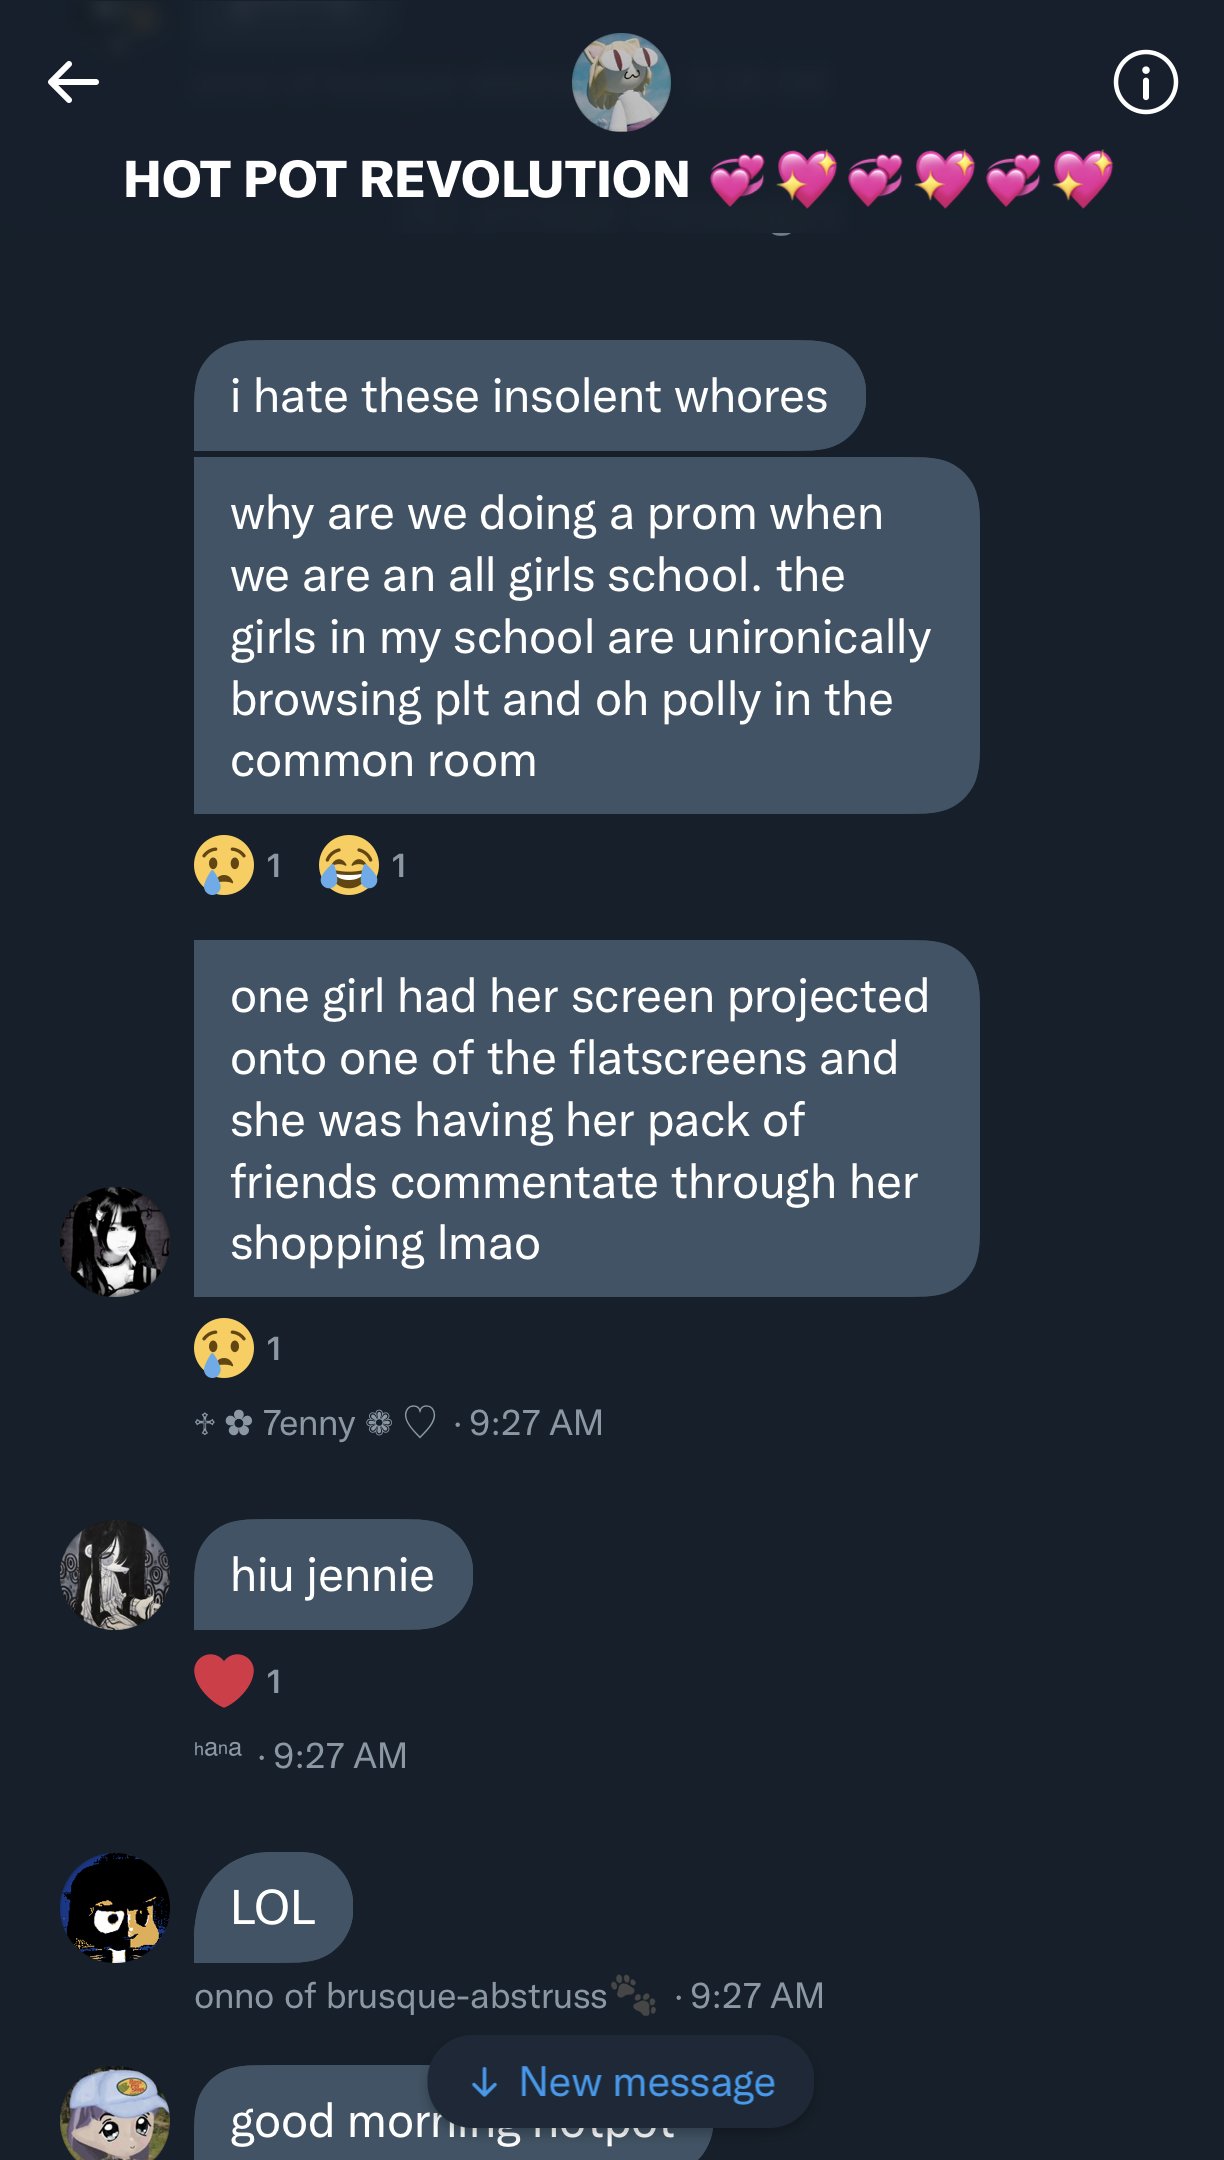 HOT POT REVOLUTION 💞💖💞💖💞💖
i hate these insolent whores
why are we doing a prom when
we are an all girls school. the
girls in my school are unironically
browsing plt and oh polly in the
common room
😢 1 😂 1
one girl had her screen projected
onto one of the flatscreens and
she was having her pack of
friends commentate through her
shopping lmao
😢 1
♱ ✿ 7enny ❁ ♡ · 9:27 AM
hiu jennie
❤️ 1
ʰᵃⁿᵃ · 9:27 AM
LOL
onno of brusque-abstruss🐾 · 9:27 AM
↓ New message
good morning hotpot